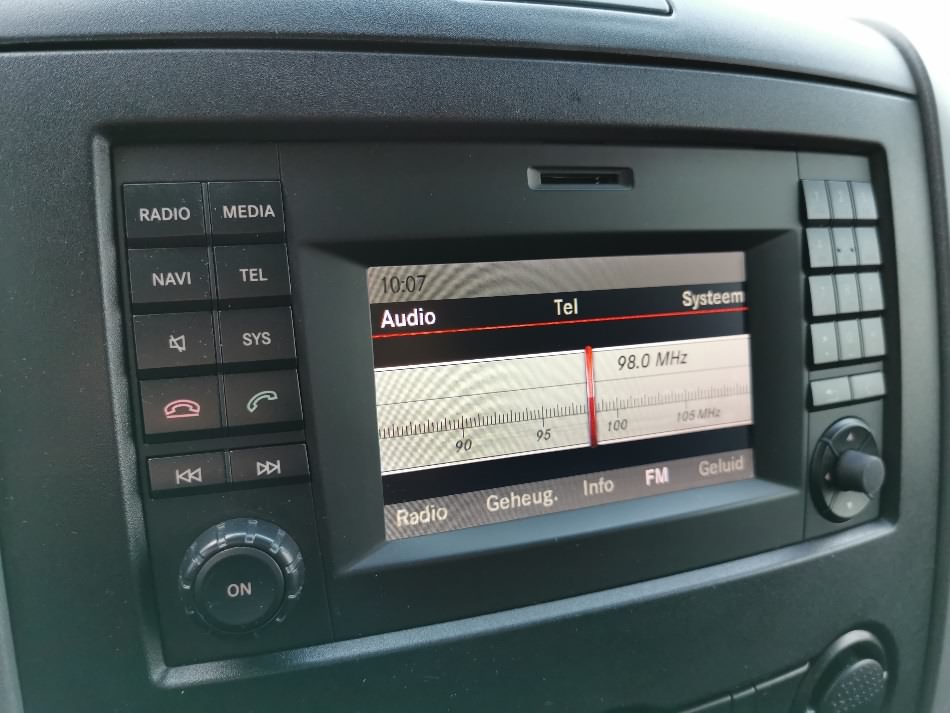 RADIO MEDIA
NAVI TEL
SYS
ON
10:07
Audio Tel Systeem
98.0 MHz
90 95 100 105 MHz
Radio Geheug. Info FM Geluid